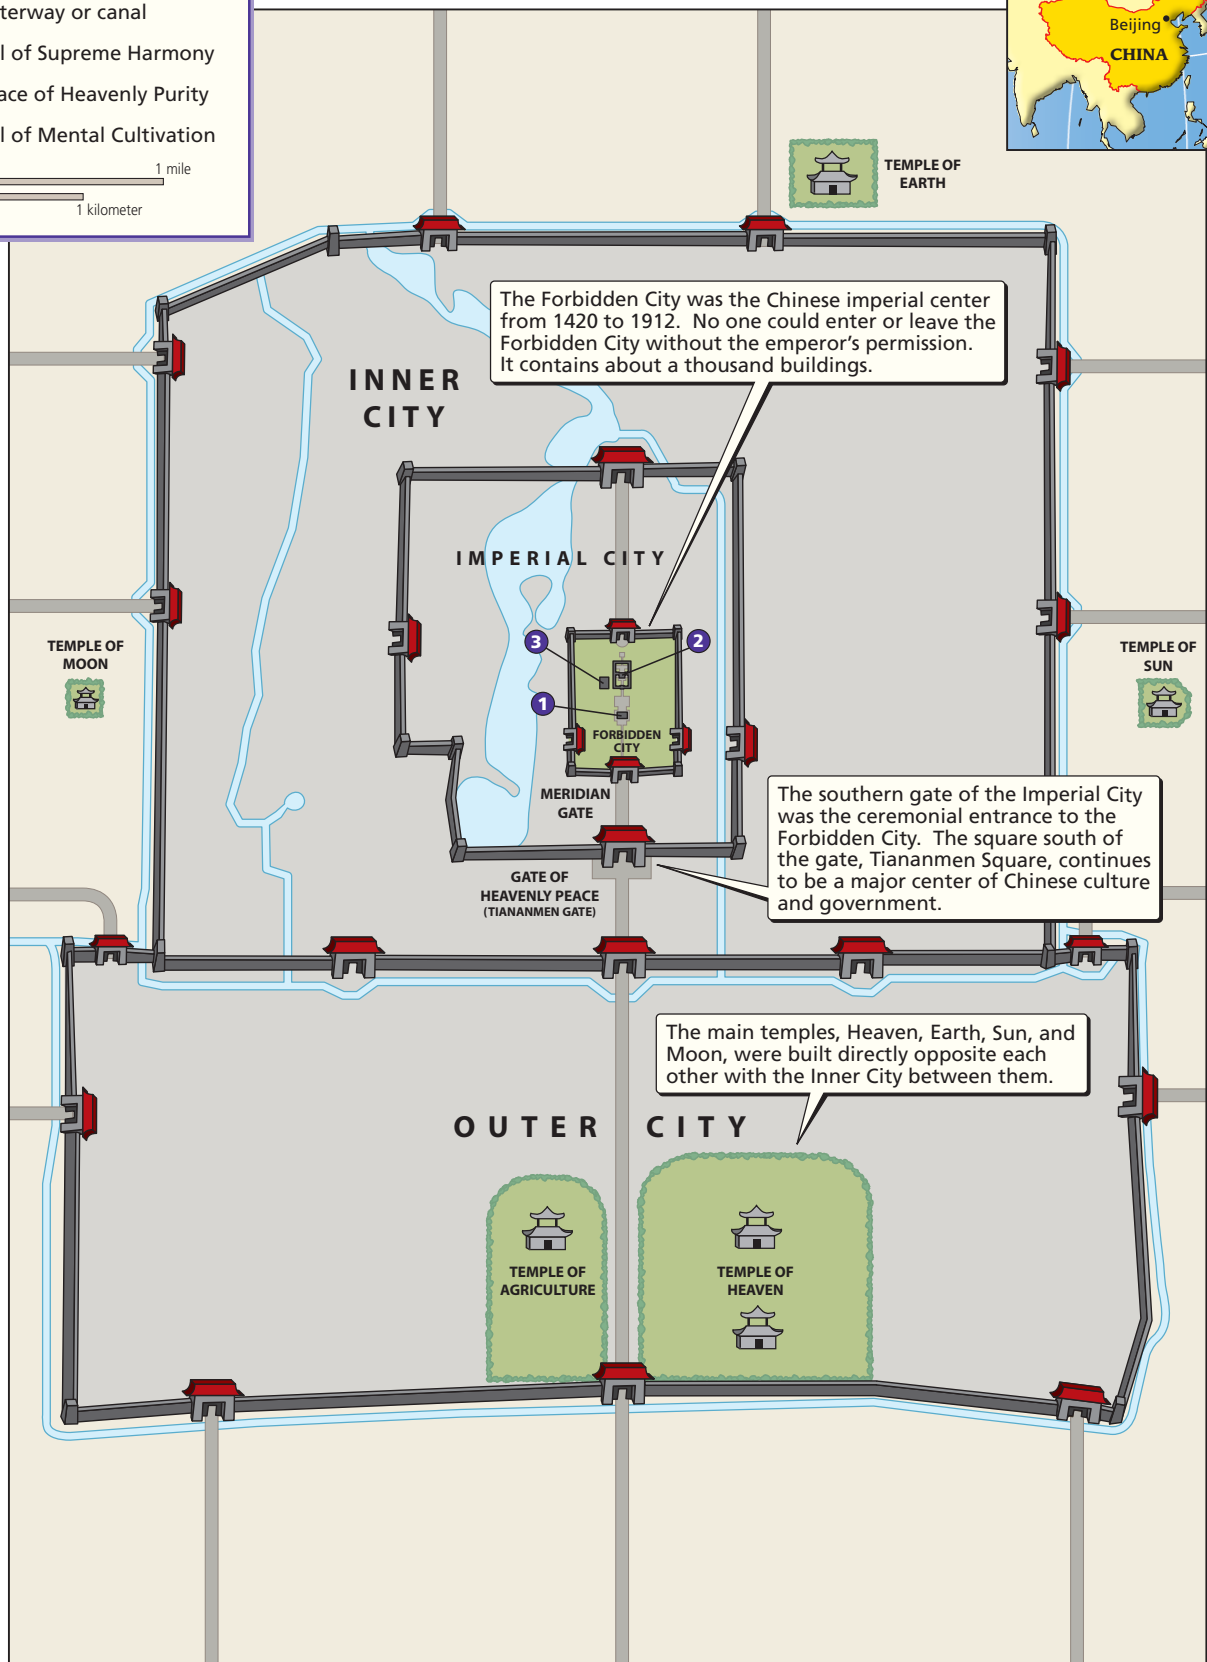 terway or canal
l of Supreme Harmony
ace of Heavenly Purity
l of Mental Cultivation
1 mile
1 kilometer
Beijing
CHINA
TEMPLE OF
EARTH
The Forbidden City was the Chinese imperial center
from 1420 to 1912. No one could enter or leave the
Forbidden City without the emperor's permission.
It contains about a thousand buildings.
INNER
CITY
IMPERIAL CITY
3
2
1
FORBIDDEN
CITY
TEMPLE OF
MOON
TEMPLE OF
SUN
MERIDIAN
GATE
The southern gate of the Imperial City
was the ceremonial entrance to the
Forbidden City. The square south of
the gate, Tiananmen Square, continues
to be a major center of Chinese culture
and government.
GATE OF
HEAVENLY PEACE
(TIANANMEN GATE)
The main temples, Heaven, Earth, Sun, and
Moon, were built directly opposite each
other with the Inner City between them.
OUTER CITY
TEMPLE OF
AGRICULTURE
TEMPLE OF
HEAVEN